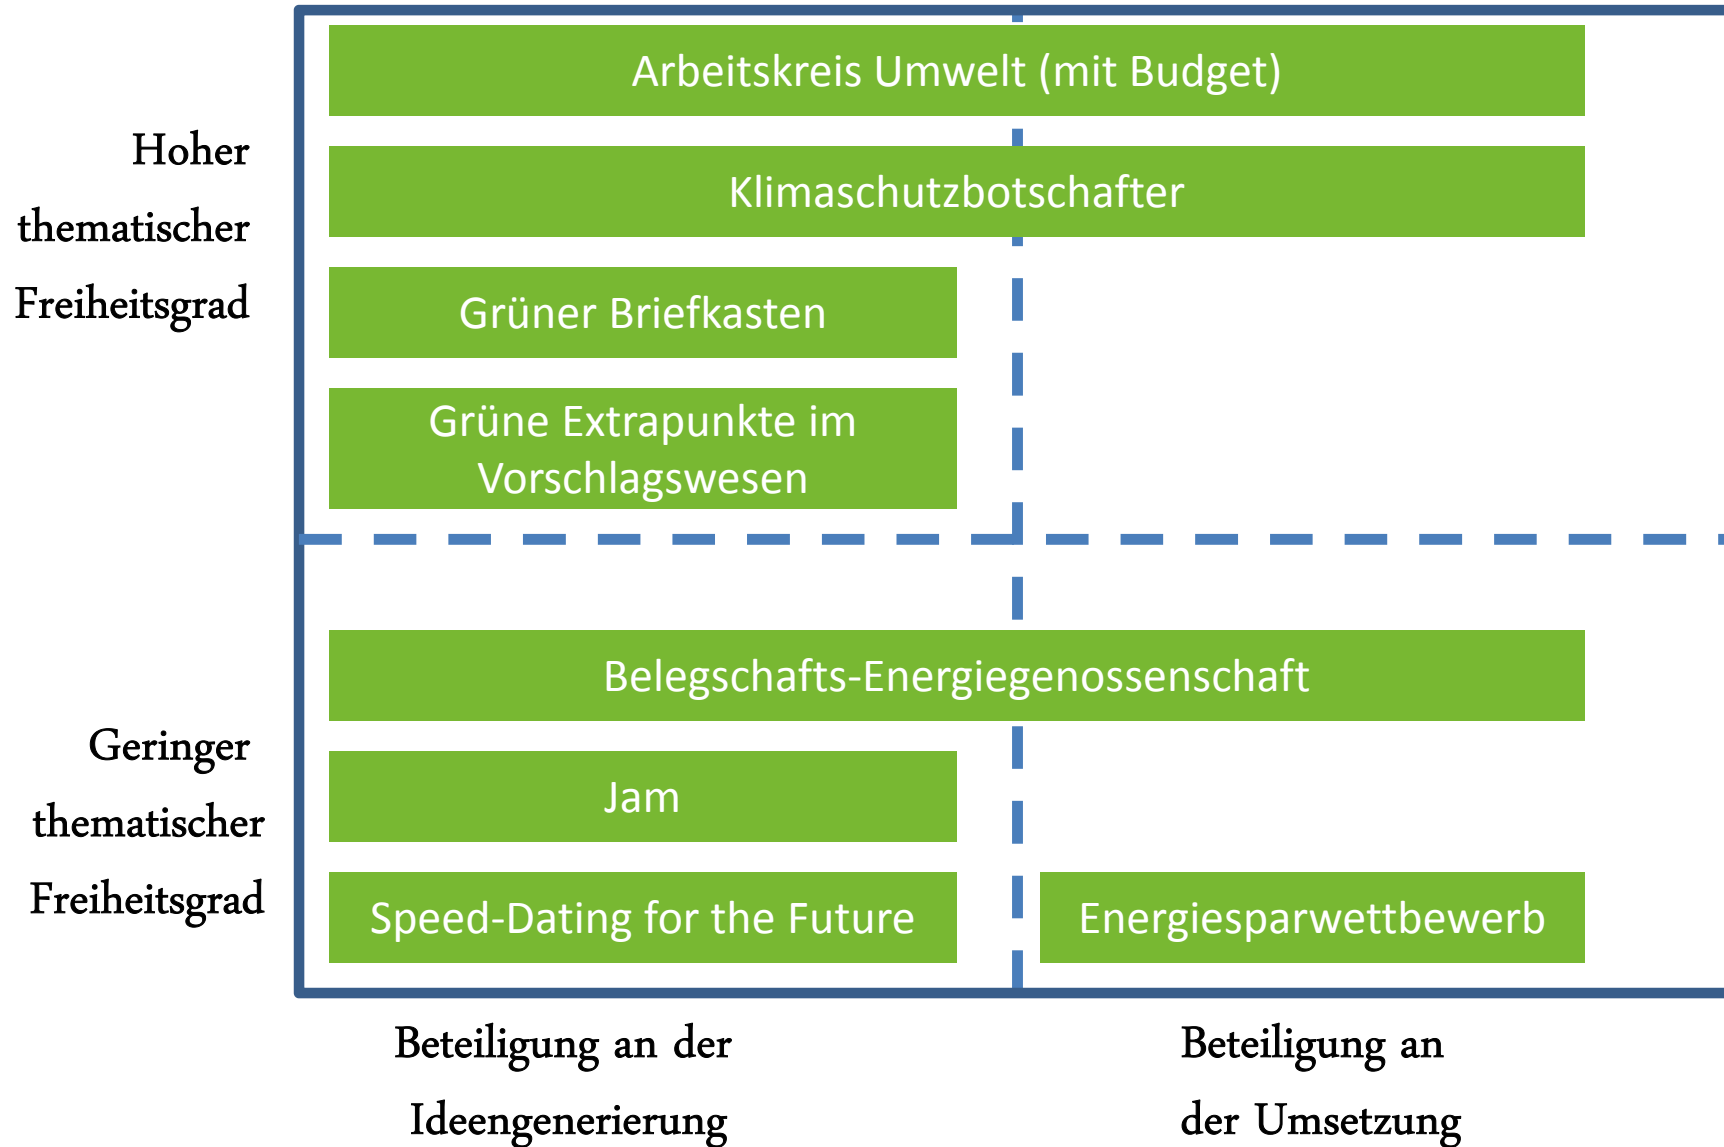 Arbeitskreis Umwelt (mit Budget)
Hoher
thematischer
Freiheitsgrad
Klimaschutzbotschafter
Grüner Briefkasten
Grüne Extrapunkte im
Vorschlagswesen
Belegschafts-Energiegenossenschaft
Geringer
thematischer
Freiheitsgrad
Jam
Speed-Dating for the Future
Energiesparwettbewerb
Beteiligung an der
Ideengenerierung
Beteiligung an
der Umsetzung